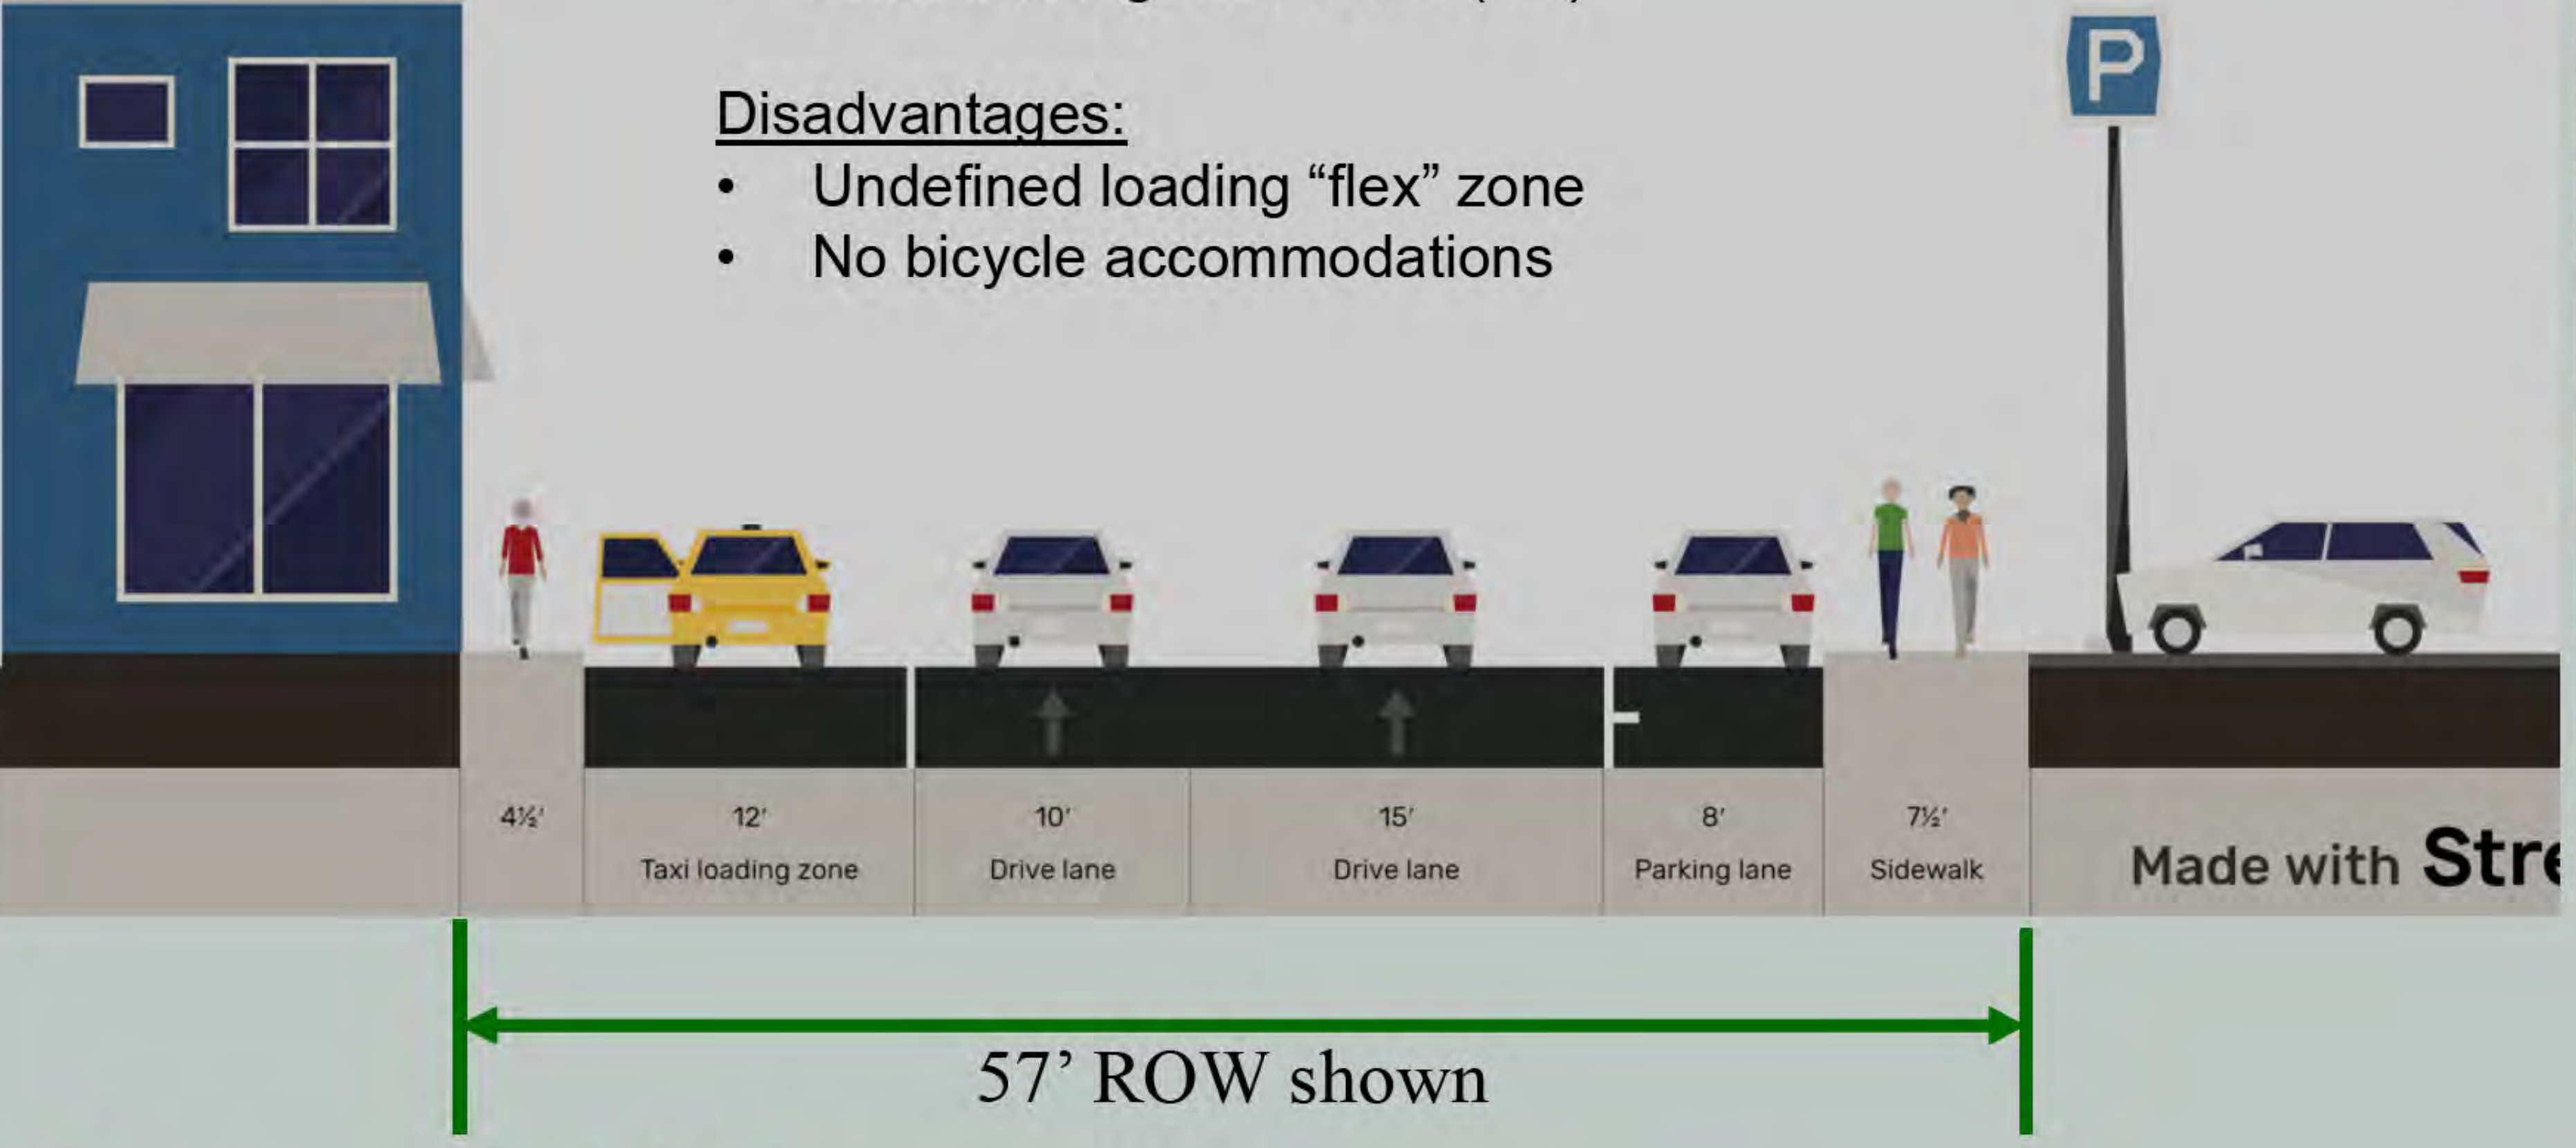 Disadvantages:
• Undefined loading “flex” zone
• No bicycle accommodations
P
4½' 12' 10' 15' 8' 7½'
Taxi loading zone Drive lane Drive lane Parking lane Sidewalk
Made with Stre
57’ ROW shown